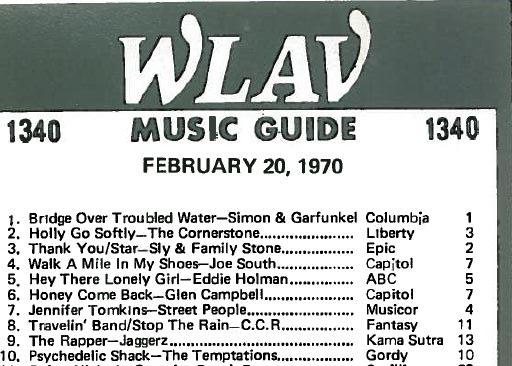 WLAV
1340 MUSIC GUIDE 1340
FEBRUARY 20, 1970
1. Bridge Over Troubled Water—Simon & Garfunkel Columbia 1
2. Holly Go Softly—The Cornerstone.................... Liberty 3
3. Thank You/Star—Sly & Family Stone............... Epic 2
4. Walk A Mile In My Shoes—Joe South................ Capitol 7
5. Hey There Lonely Girl—Eddie Holman............. ABC 5
6. Honey Come Back—Glen Campbell................... Capitol 7
7. Jennifer Tomkins—Street People....................... Musicor 4
8. Travelin' Band/Stop The Rain—C.C.R............... Fantasy 11
9. The Rapper—Jaggerz.......................................... Kama Sutra 13
10. Psychedelic Shack—The Temptations................ Gordy 10